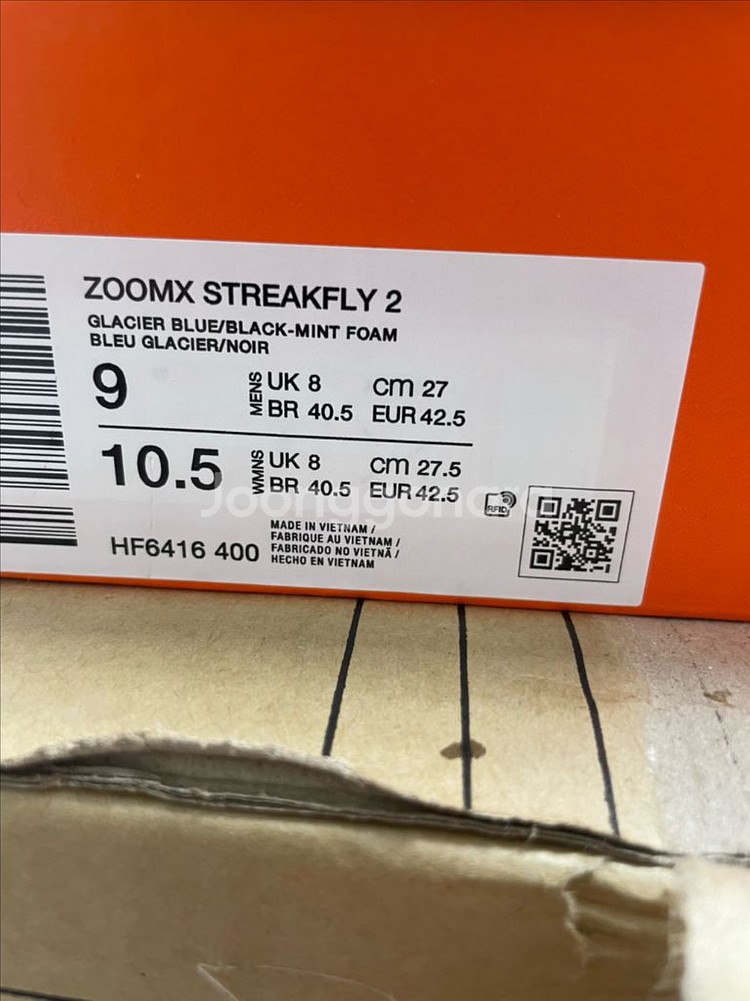 ZOOMX STREAKFLY 2
GLACIER BLUE/BLACK-MINT FOAM
BLEU GLACIER/NOIR
9 MENS UK 8 cm 27
BR 40.5 EUR 42.5
10.5 WMNS UK 8 cm 27.5
BR 40.5 EUR 42.5
RFID
Joonggonara
MADE IN VIETNAM /
FABRIQUE AU VIETNAM /
FABRICADO NO VIETNÃ /
HECHO EN VIETNAM
HF6416 400